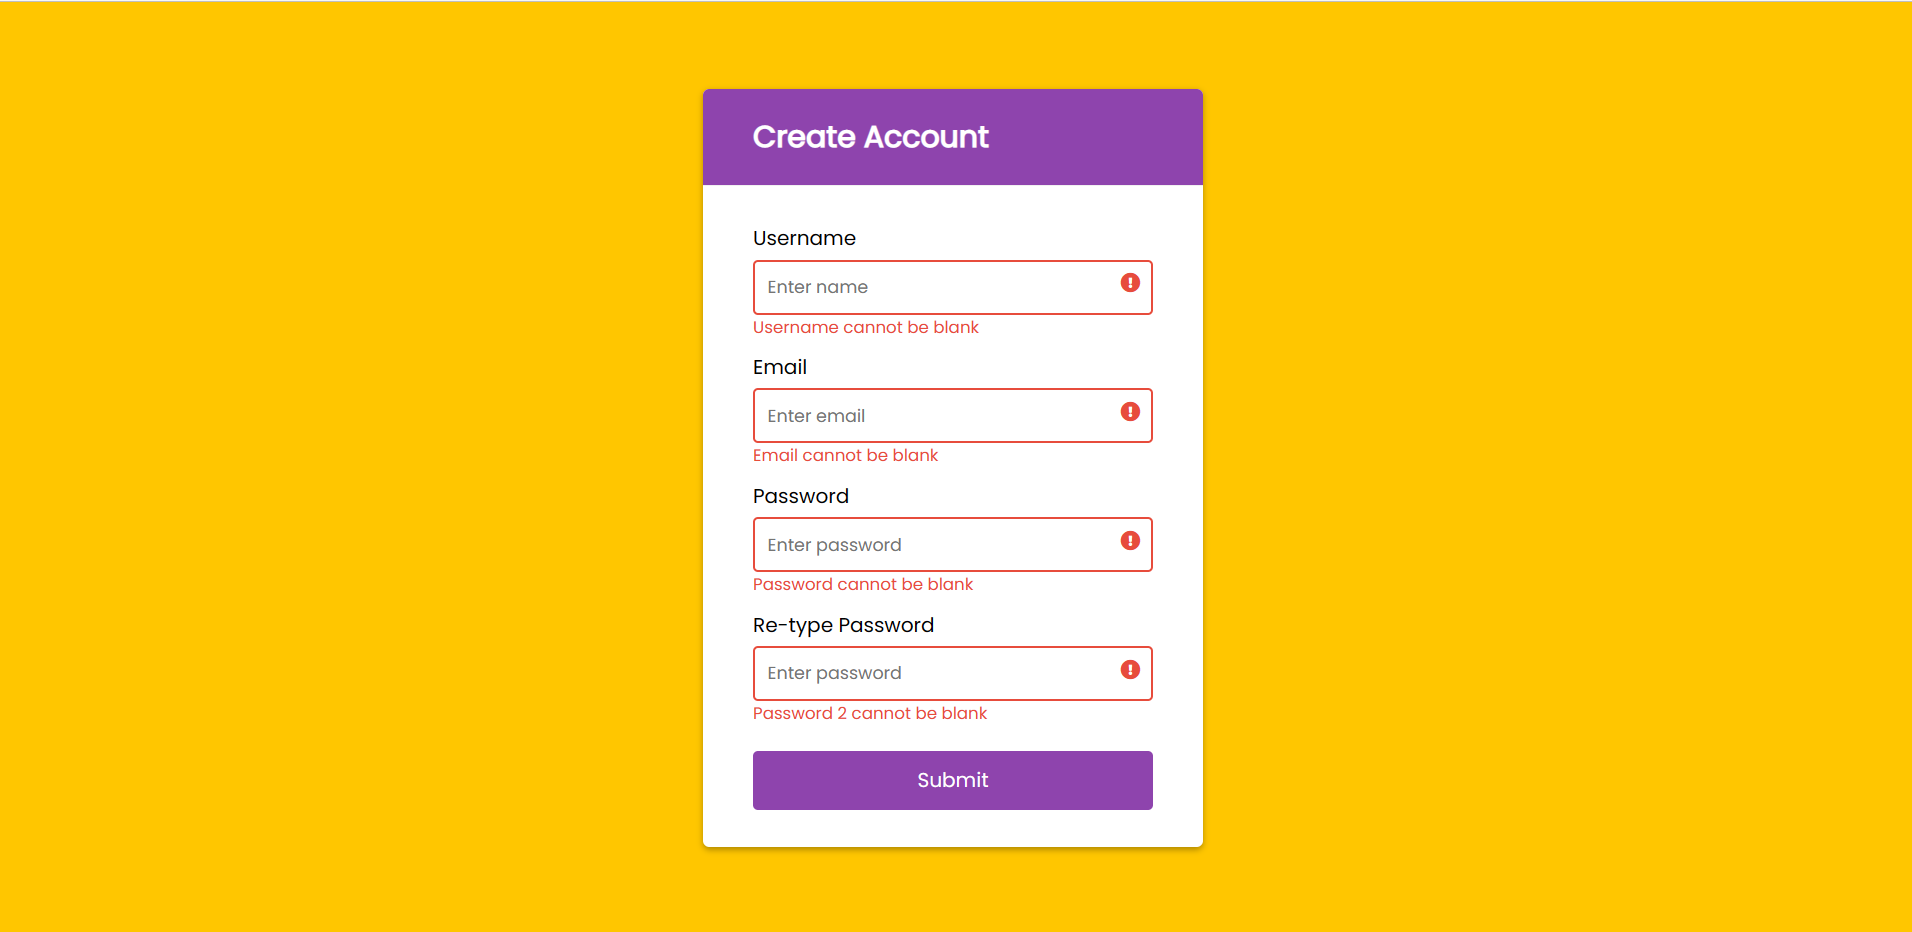 Create Account
Username
Enter name
Username cannot be blank
Email
Enter email
Email cannot be blank
Password
Enter password
Password cannot be blank
Re-type Password
Enter password
Password 2 cannot be blank
Submit